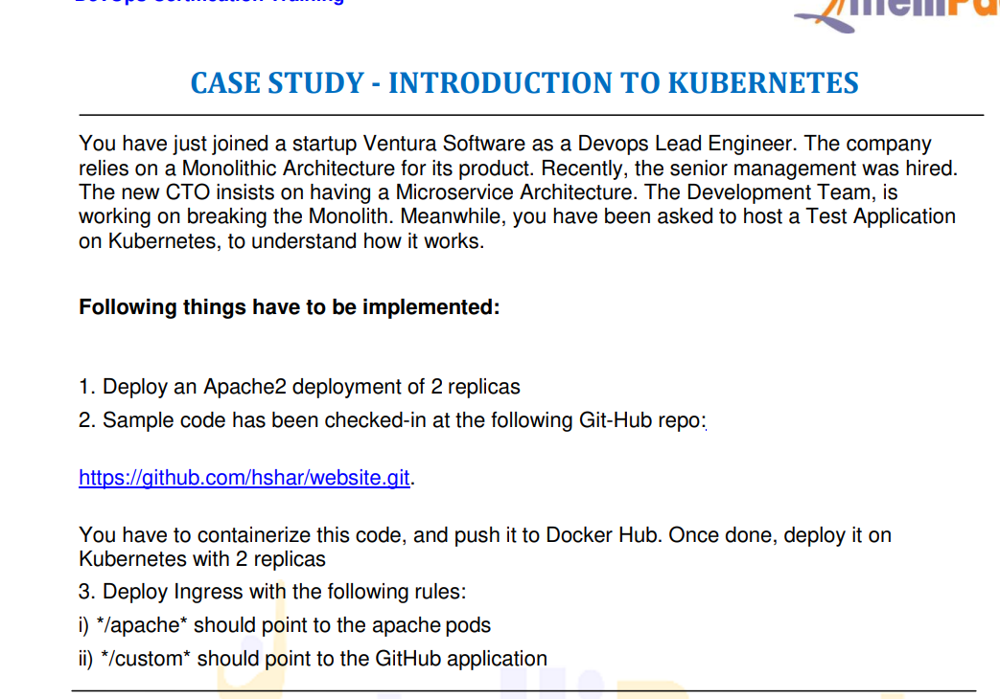 DevOps Certification Training
CASE STUDY - INTRODUCTION TO KUBERNETES
You have just joined a startup Ventura Software as a Devops Lead Engineer. The company
relies on a Monolithic Architecture for its product. Recently, the senior management was hired.
The new CTO insists on having a Microservice Architecture. The Development Team, is
working on breaking the Monolith. Meanwhile, you have been asked to host a Test Application
on Kubernetes, to understand how it works.
Following things have to be implemented:
1. Deploy an Apache2 deployment of 2 replicas
2. Sample code has been checked-in at the following Git-Hub repo:
https://github.com/hshar/website.git.
You have to containerize this code, and push it to Docker Hub. Once done, deploy it on
Kubernetes with 2 replicas
3. Deploy Ingress with the following rules:
i) */apache* should point to the apache pods
ii) */custom* should point to the GitHub application